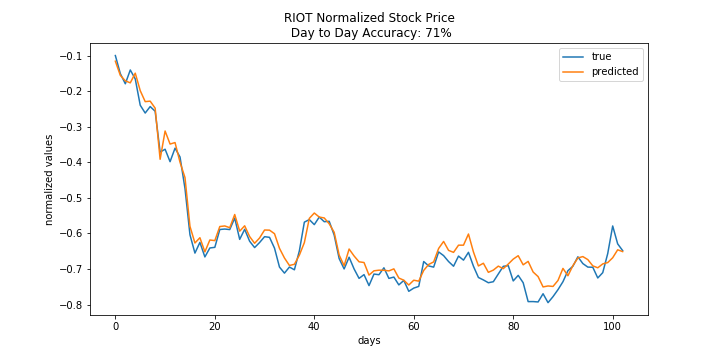 RIOT Normalized Stock Price
Day to Day Accuracy: 71%
true
predicted
normalized values
−0.1
−0.2
−0.3
−0.4
−0.5
−0.6
−0.7
−0.8
0
20
40
60
80
100
days